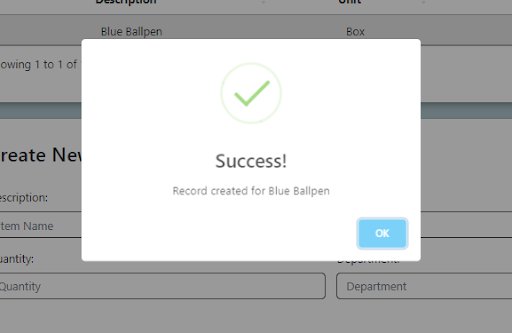 Description Unit
Blue Ballpen Box
owing 1 to 1 of
Success!
Record created for Blue Ballpen
OK
reate Nev
escription:
tem Name
uantity: Department:
Quantity Department